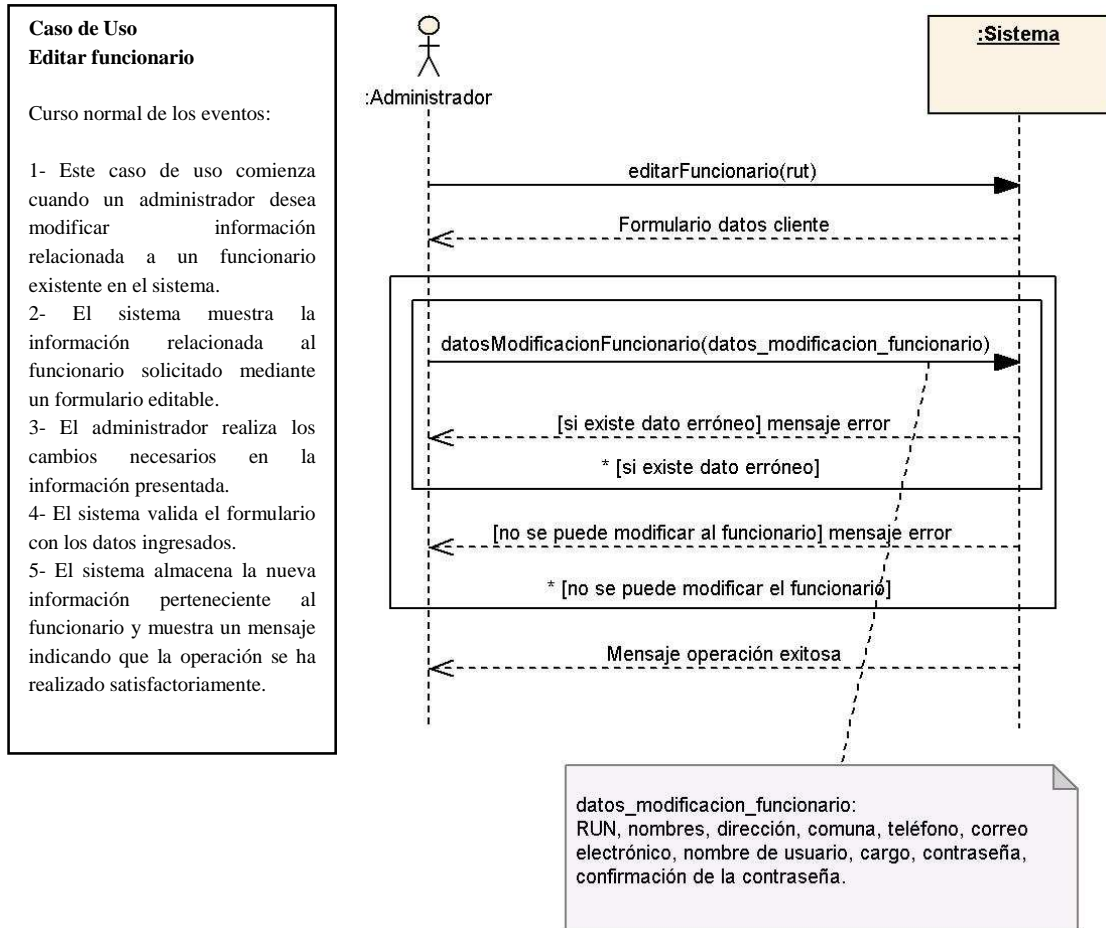 Caso de Uso
Editar funcionario
Curso normal de los eventos:
1- Este caso de uso comienza
cuando un administrador desea
modificar información
relacionada a un funcionario
existente en el sistema.
2- El sistema muestra la
información relacionada al
funcionario solicitado mediante
un formulario editable.
3- El administrador realiza los
cambios necesarios en la
información presentada.
4- El sistema valida el formulario
con los datos ingresados.
5- El sistema almacena la nueva
información perteneciente al
funcionario y muestra un mensaje
indicando que la operación se ha
realizado satisfactoriamente.
:Administrador
:Sistema
editarFuncionario(rut)
Formulario datos cliente
datosModificacionFuncionario(datos_modificacion_funcionario)
[si existe dato erróneo] mensaje error
* [si existe dato erróneo]
[no se puede modificar al funcionario] mensaje error
* [no se puede modificar el funcionario]
Mensaje operación exitosa
datos_modificacion_funcionario:
RUN, nombres, dirección, comuna, teléfono, correo
electrónico, nombre de usuario, cargo, contraseña,
confirmación de la contraseña.